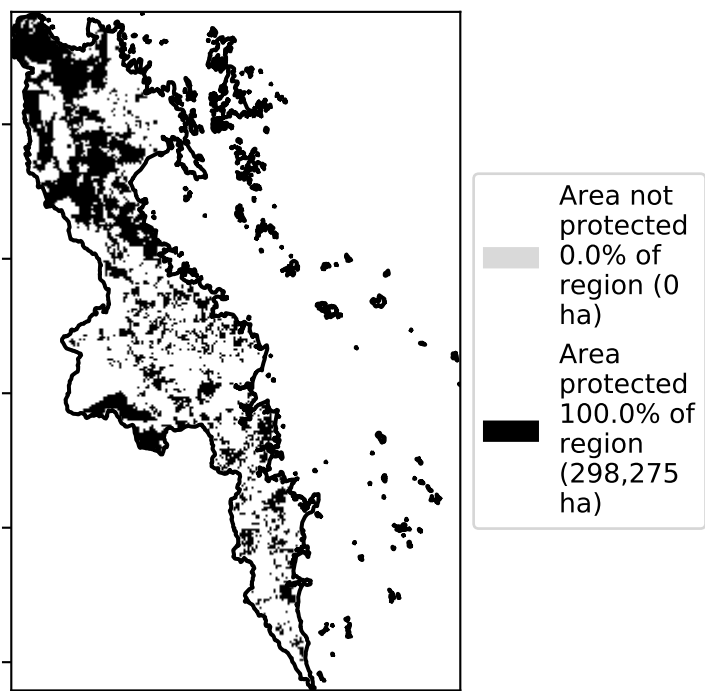 Area not
protected
0.0% of
region (0
ha)
Area
protected
100.0% of
region
(298,275
ha)